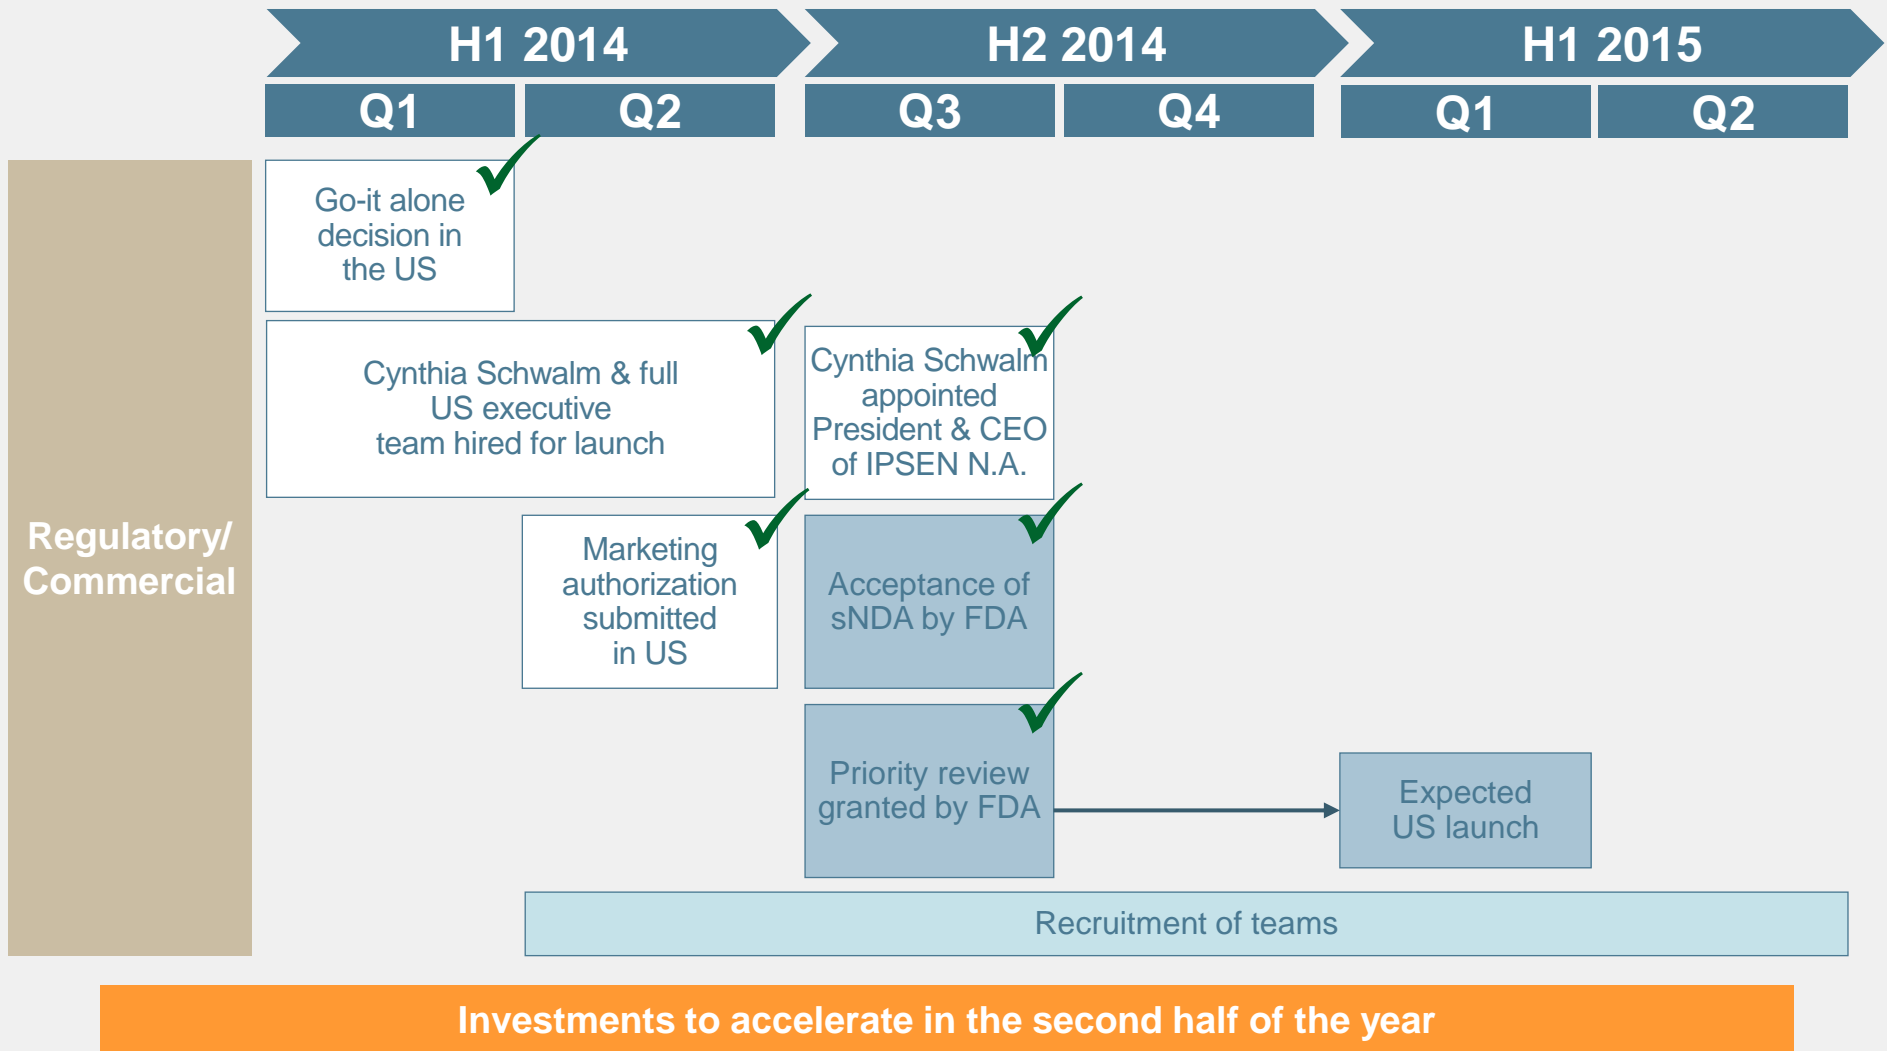 H1 2014
H2 2014
H1 2015
Q1
Q2
Q3
Q4
Q1
Q2
Regulatory/
Commercial
Go-it alone
decision in
the US
Cynthia Schwalm & full
US executive
team hired for launch
Cynthia Schwalm
appointed
President & CEO
of IPSEN N.A.
Marketing
authorization
submitted
in US
Acceptance of
sNDA by FDA
Priority review
granted by FDA
Expected
US launch
Recruitment of teams
Investments to accelerate in the second half of the year